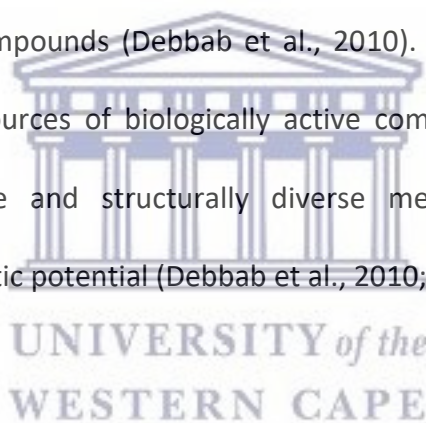 mpounds (Debbab et al., 2010).
urces of biologically active com
e and structurally diverse me
tic potential (Debbab et al., 2010;
UNIVERSITY of the
WESTERN CAPE